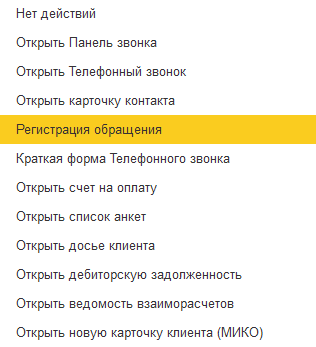 Нет действий
Открыть Панель звонка
Открыть Телефонный звонок
Открыть карточку контакта
Регистрация обращения
Краткая форма Телефонного звонка
Открыть счет на оплату
Открыть список анкет
Открыть досье клиента
Открыть дебиторскую задолженность
Открыть ведомость взаиморасчетов
Открыть новую карточку клиента (МИКО)